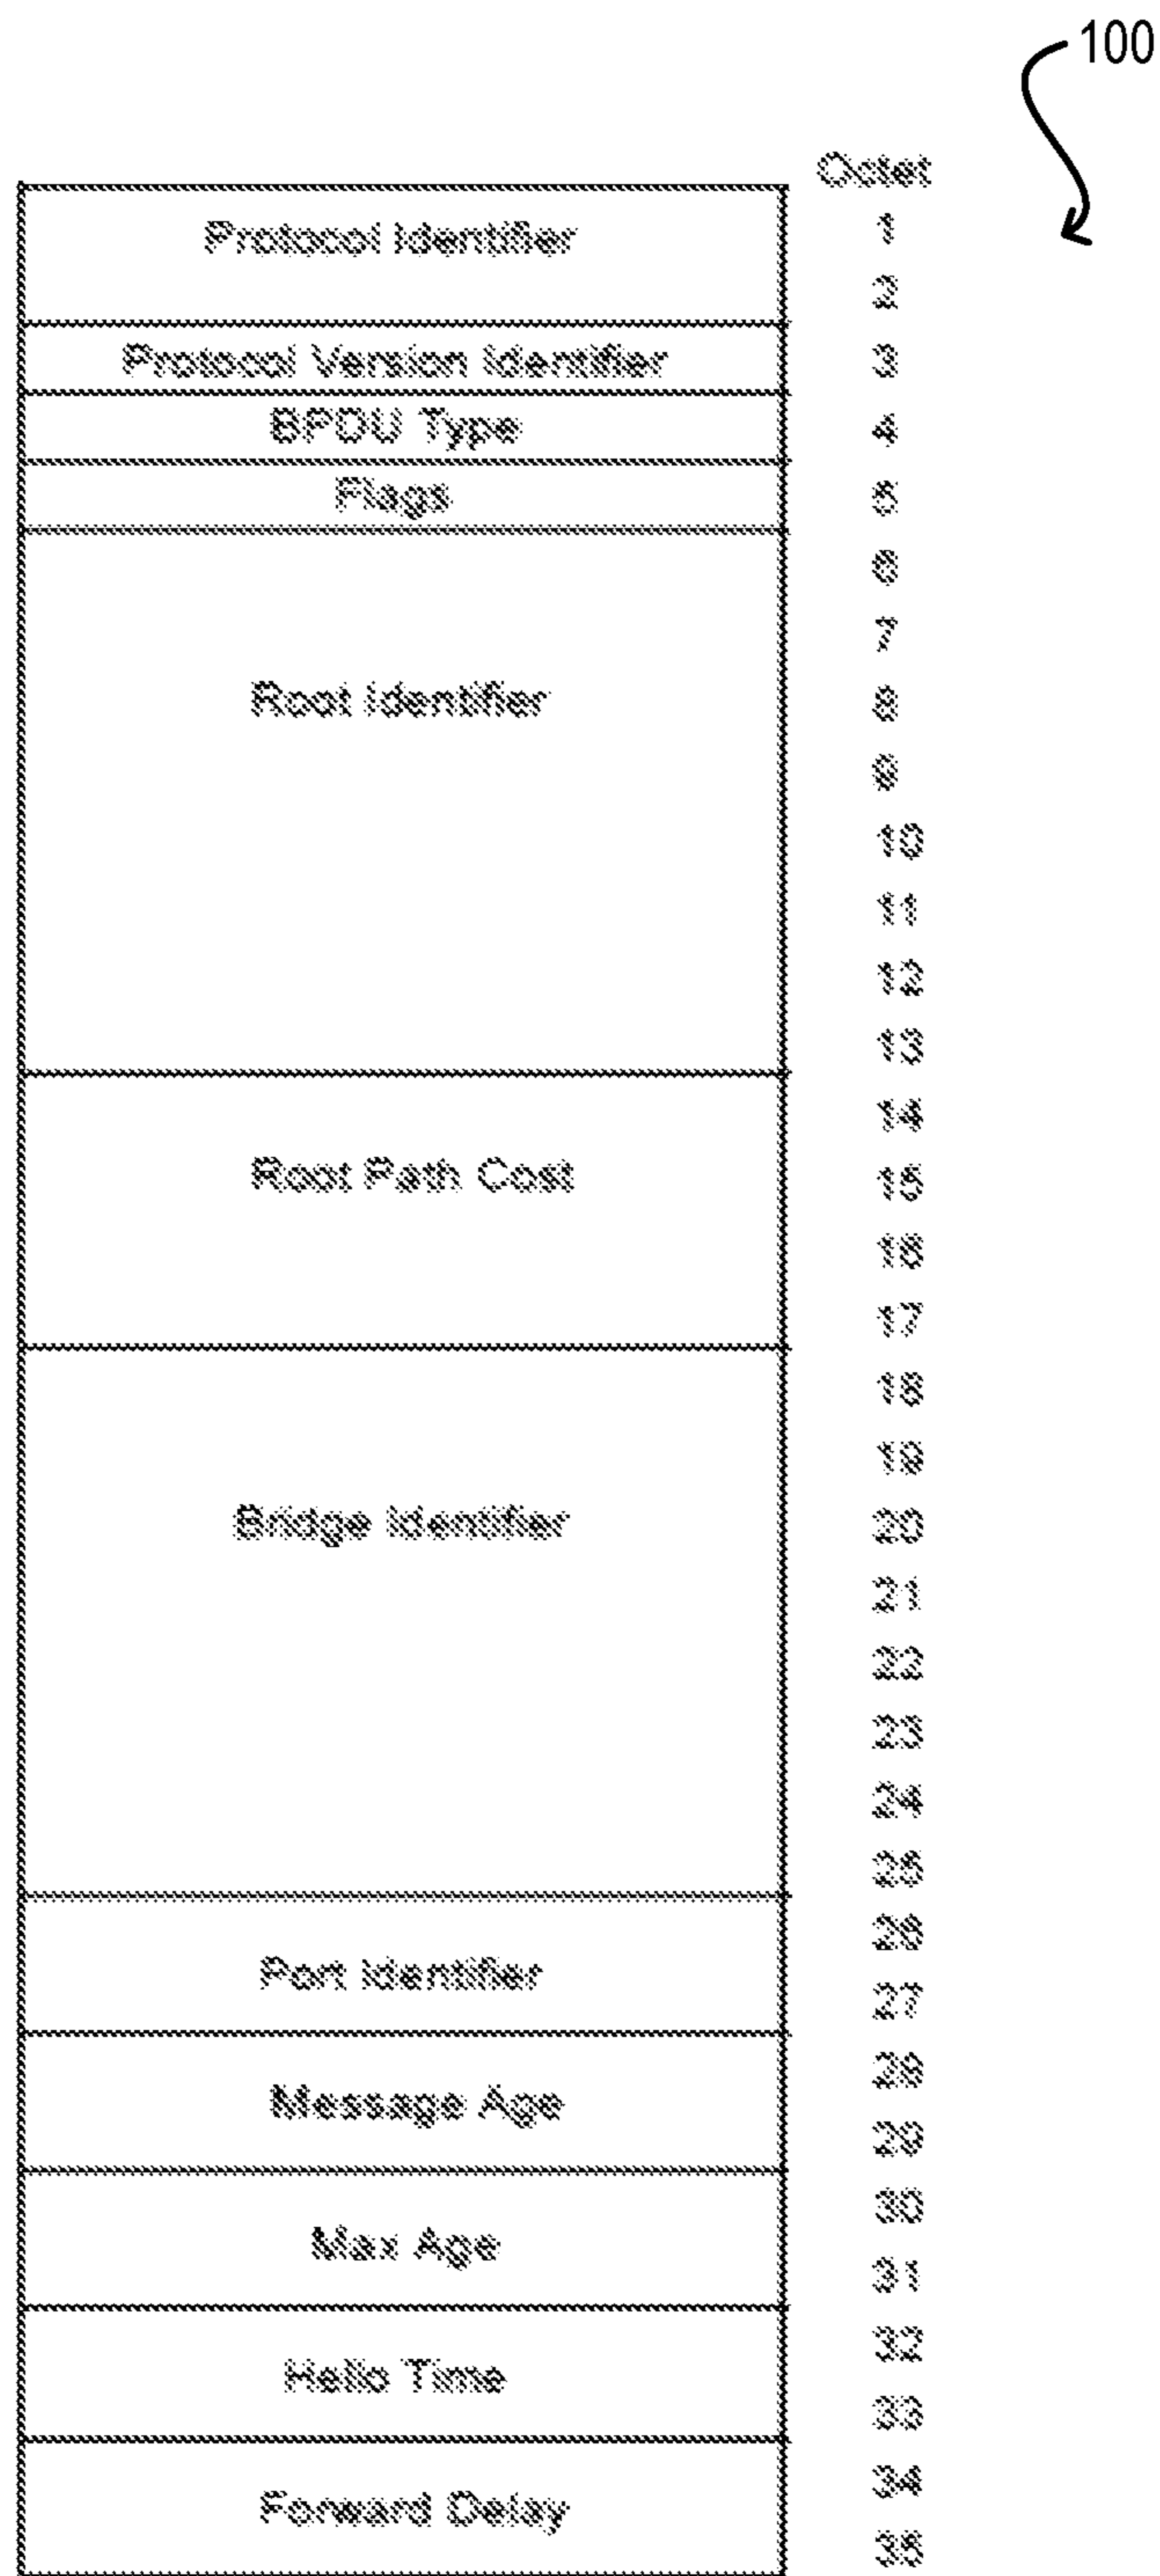 100
Octet
Protocol Identifier 1
2
Protocol Version Identifier 3
BPDU Type 4
Flags 5
6
7
Root Identifier 8
9
10
11
12
13
14
Root Path Cost 15
16
17
18
19
Bridge Identifier 20
21
22
23
24
25
26
Port Identifier 27
28
Message Age 29
30
Max Age 31
32
Hello Time 33
34
Forward Delay 35